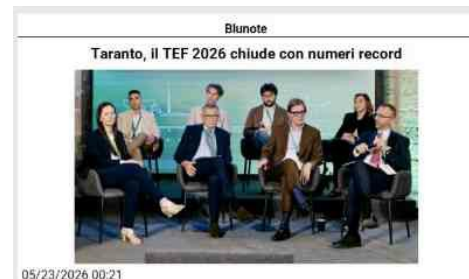 Blunote
Taranto, il TEF 2026 chiude con numeri record
05/23/2026 00:21